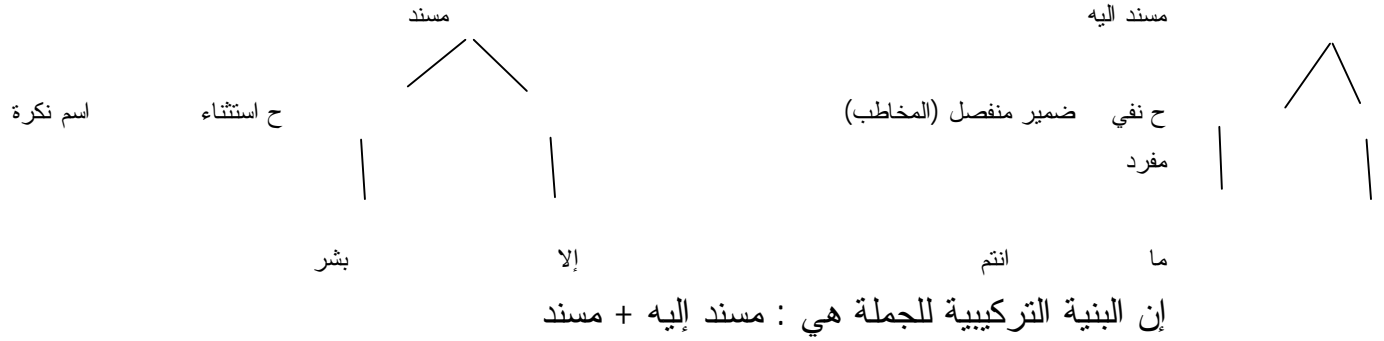 مسند اليه مسند
ح نفي ضمير منفصل (المخاطب) ح استثناء اسم نكرة
مفرد
ما انتم إلا بشر
إن البنية التركيبية للجملة هي : مسند إليه + مسند